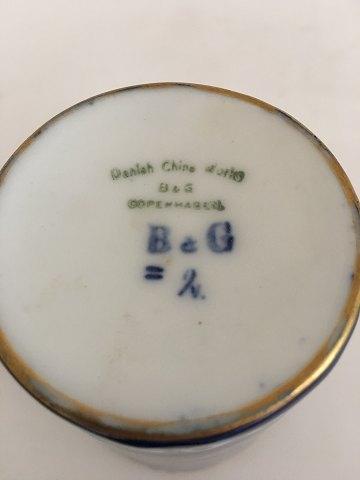 Danish China Works
B & G
COPENHAGEN
B & G
= 2/.